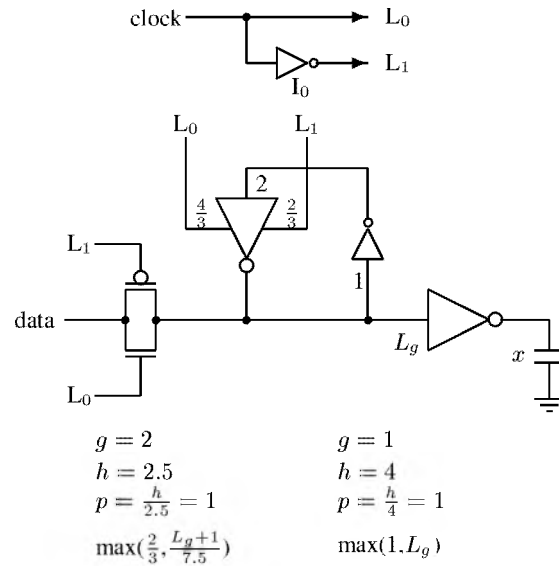 clock L₀
L₁
I₀
L₀ L₁
2
4/3 2/3
L₁
1
data
L_g
x
L₀
g = 2 g = 1
h = 2.5 h = 4
p = h/2.5 = 1 p = h/4 = 1
max(2/3, L_g+1/7.5) max(1, L_g)